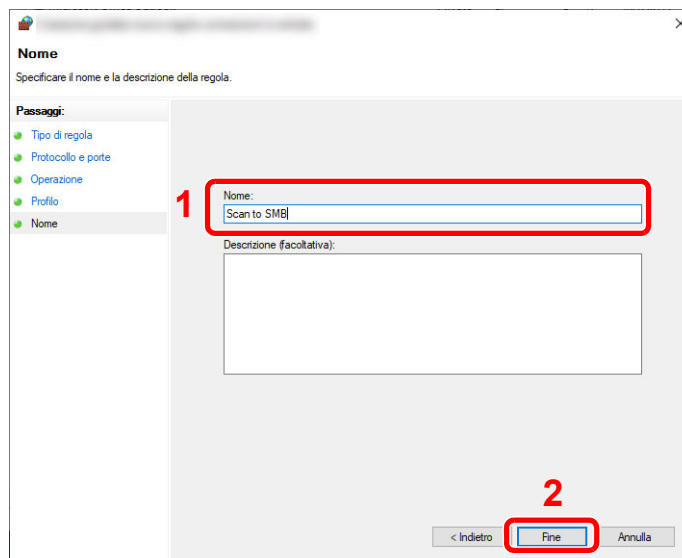 Nome
Specificare il nome e la descrizione della regola.
Passaggi:
Tipo di regola
Protocollo e porte
Operazione
Profilo
Nome
1
Nome:
Scan to SMB
Descrizione (facoltativa):
2
< Indietro
Fine
Annulla